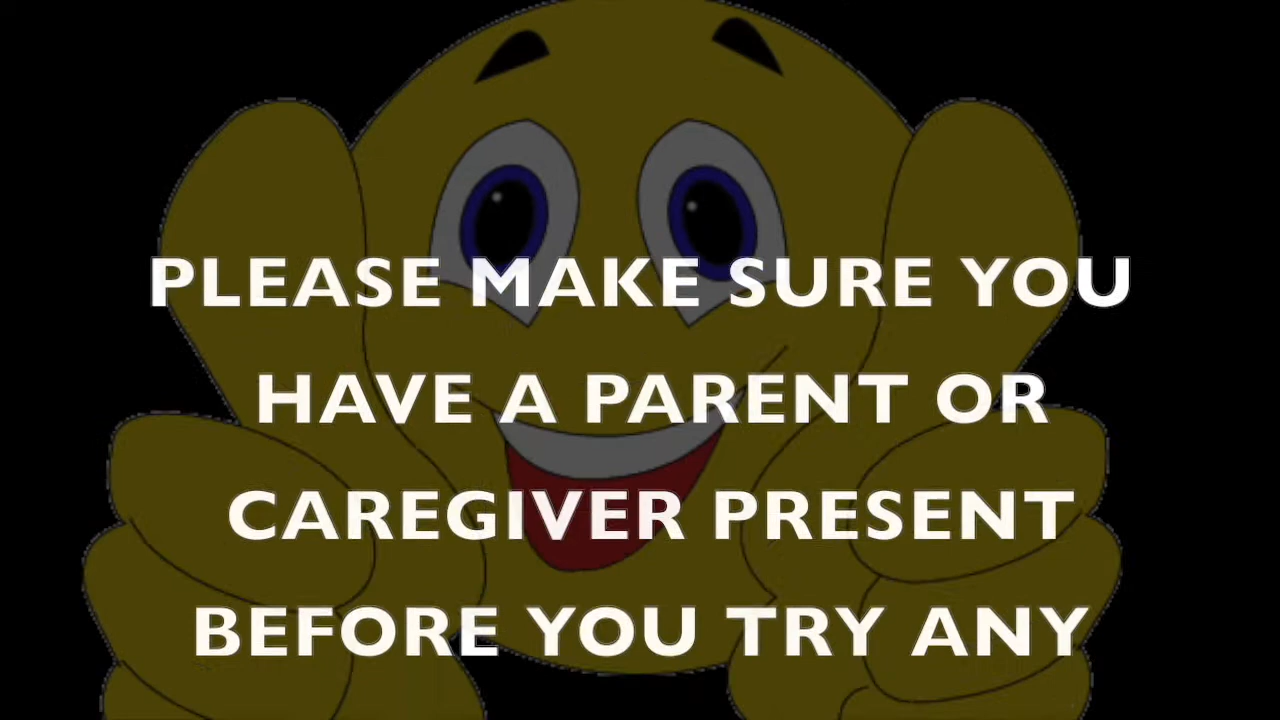 PLEASE MAKE SURE YOU
HAVE A PARENT OR
CAREGIVER PRESENT
BEFORE YOU TRY ANY